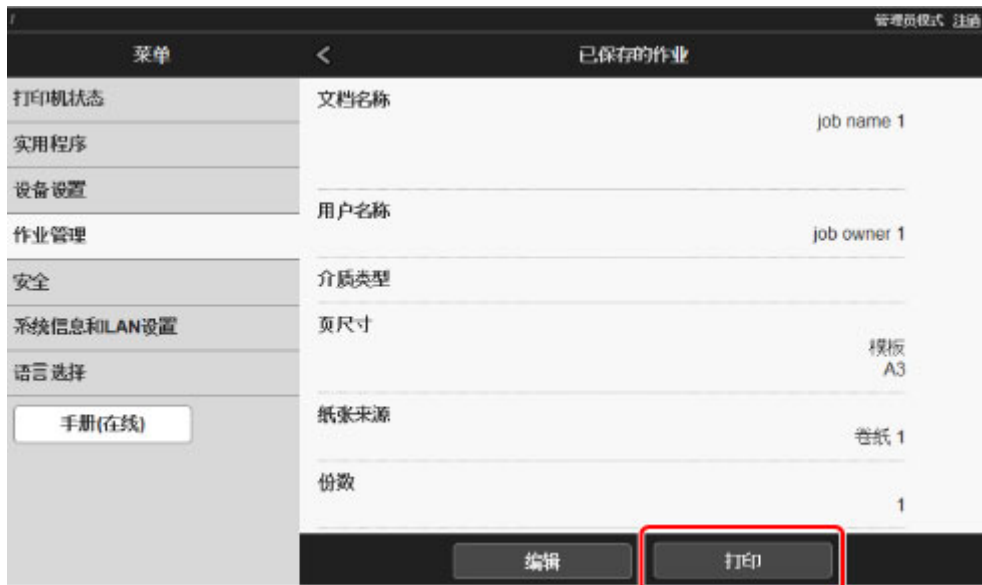 /
管理员模式 注销
菜单
< 已保存的作业
打印机状态
实用程序
设备设置
作业管理
安全
系统信息和LAN设置
语言选择
手册(在线)
文档名称
job name 1
用户名称
job owner 1
介质类型
页尺寸
模板
A3
纸张来源
卷纸 1
份数
1
编辑
打印